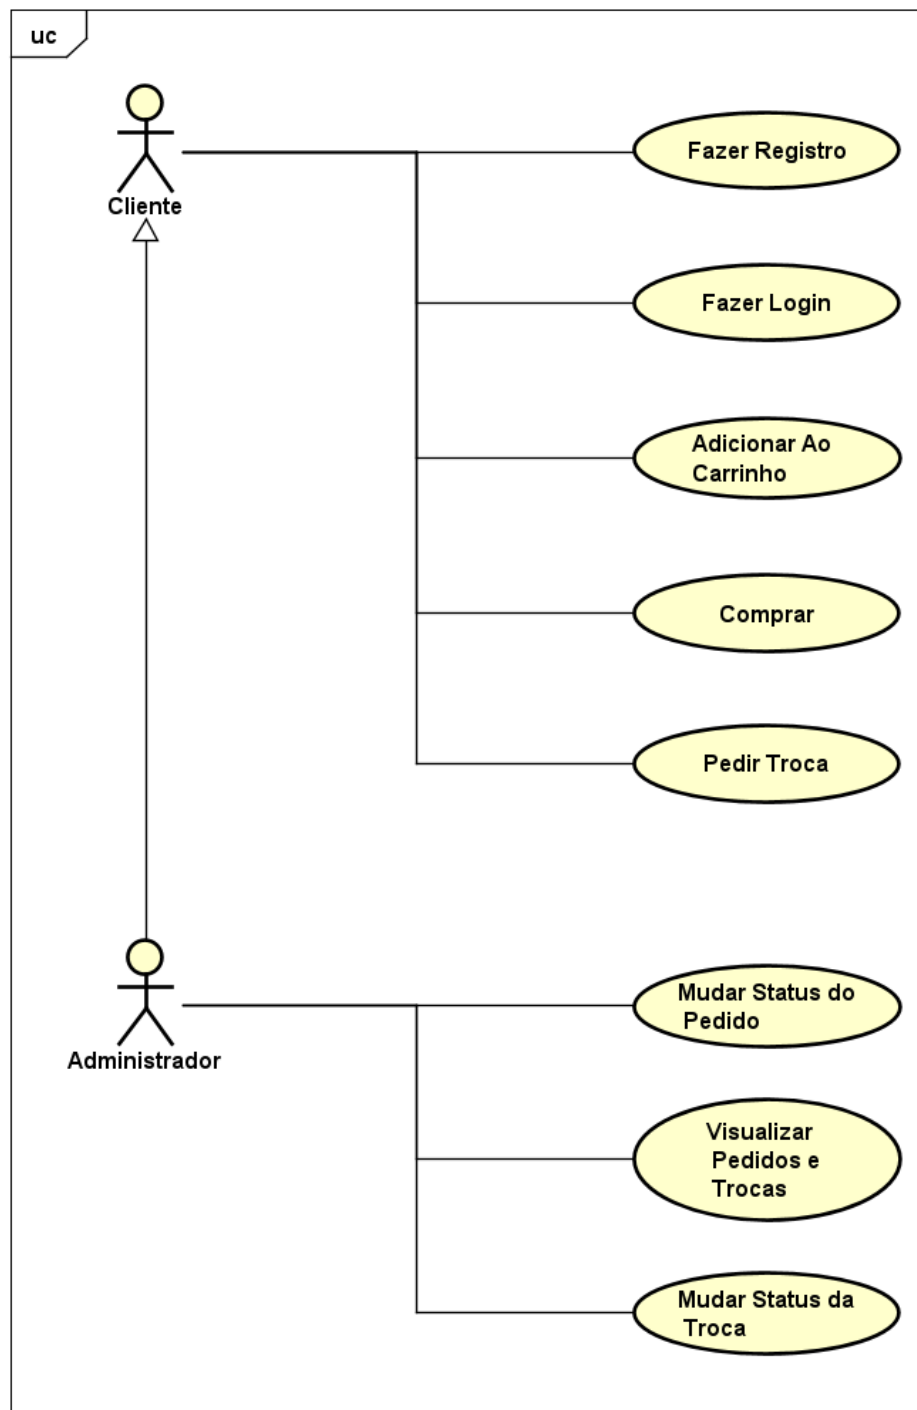 uc
Cliente
Fazer Registro
Fazer Login
Adicionar Ao
Carrinho
Comprar
Pedir Troca
Administrador
Mudar Status do
Pedido
Visualizar
Pedidos e
Trocas
Mudar Status da
Troca